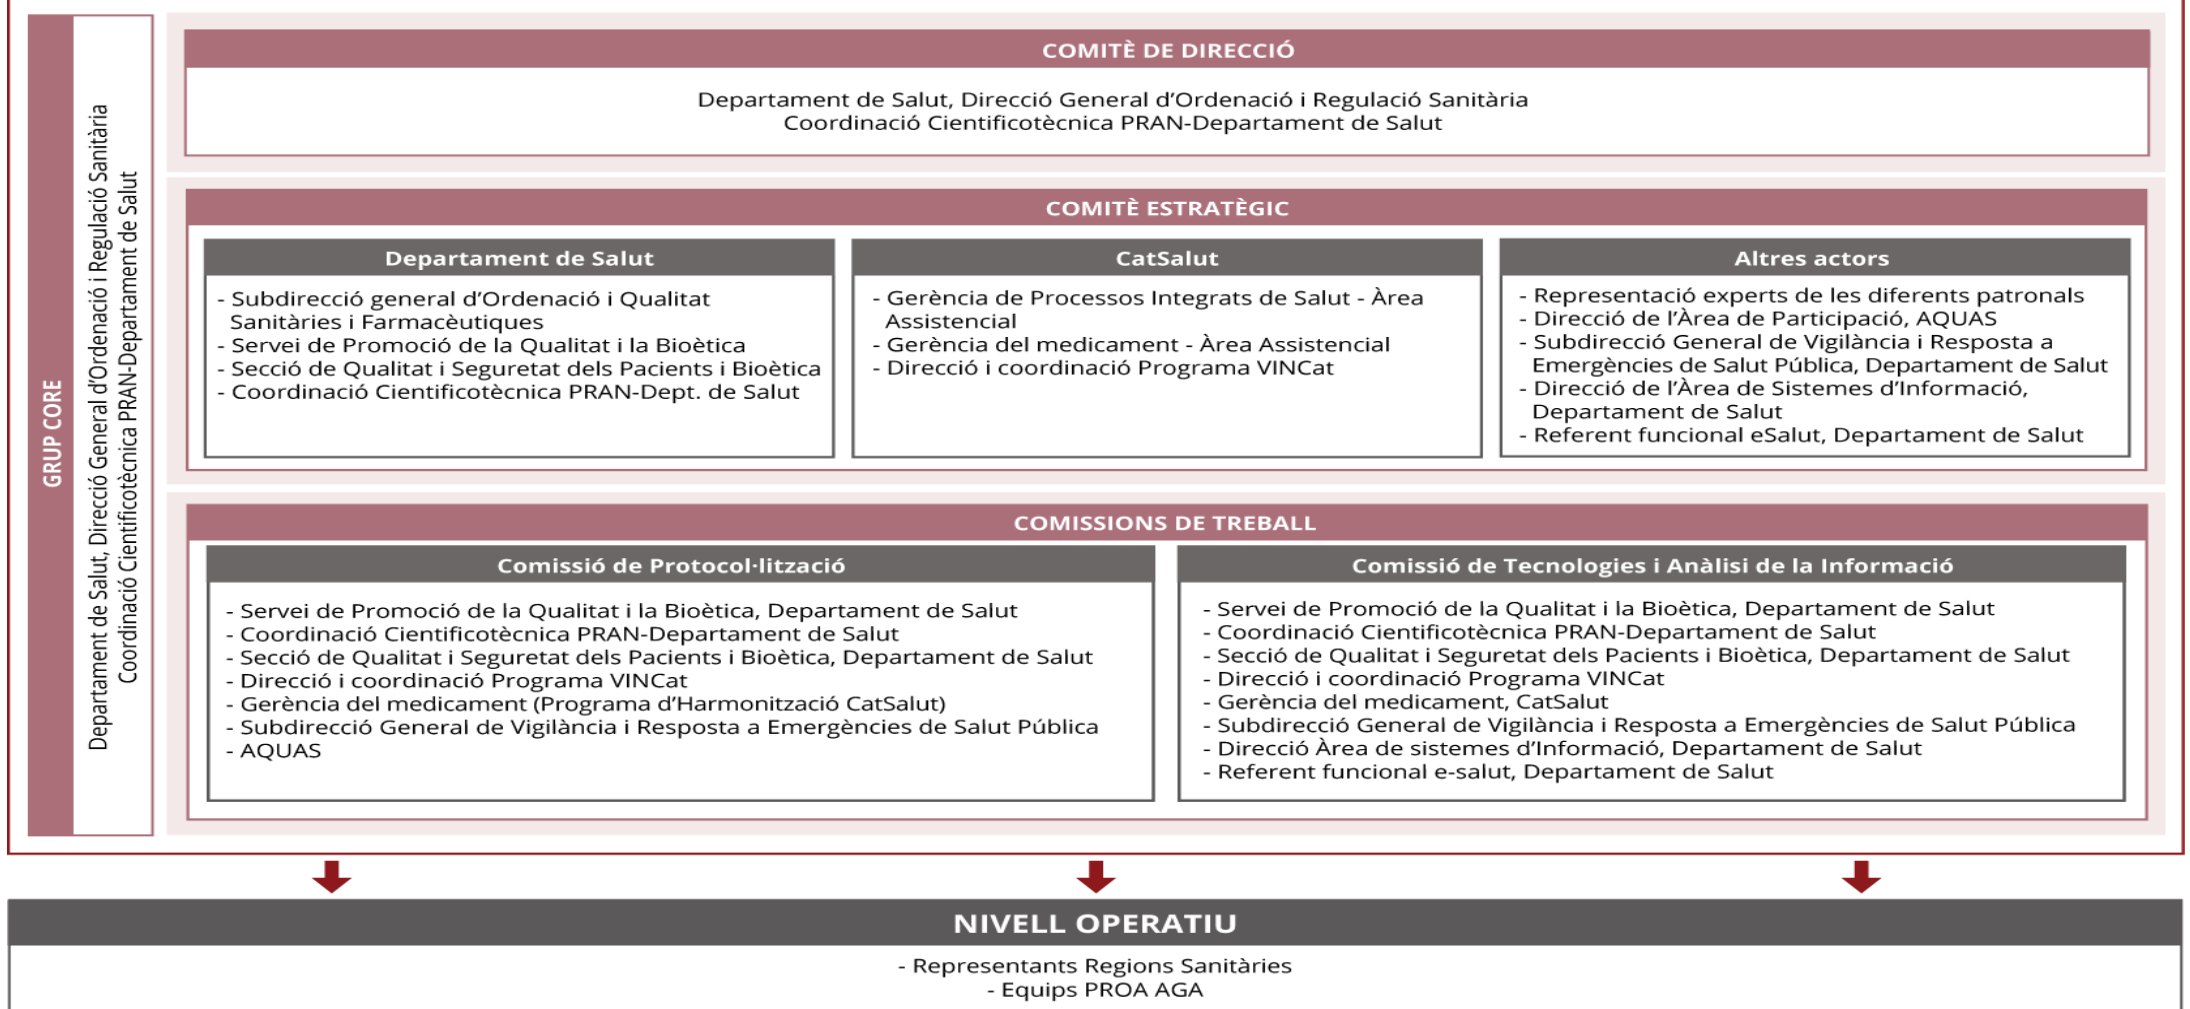 GRUP CORE
Departament de Salut, Direcció General d'Ordenació i Regulació Sanitària
Coordinació Cientificotècnica PRAN-Departament de Salut
COMITÈ DE DIRECCIÓ
Departament de Salut, Direcció General d'Ordenació i Regulació Sanitària
Coordinació Cientificotècnica PRAN-Departament de Salut
COMITÈ ESTRATÈGIC
Departament de Salut
- Subdirecció general d'Ordenació i Qualitat
Sanitàries i Farmacèutiques
- Servei de Promoció de la Qualitat i la Bioètica
- Secció de Qualitat i Seguretat dels Pacients i Bioètica
- Coordinació Cientificotècnica PRAN-Dept. de Salut
CatSalut
- Gerència de Processos Integrats de Salut - Àrea
Assistencial
- Gerència del medicament - Àrea Assistencial
- Direcció i coordinació Programa VINCat
Altres actors
- Representació experts de les diferents patronals
- Direcció de l'Àrea de Participació, AQUAS
- Subdirecció General de Vigilància i Resposta a
Emergències de Salut Pública, Departament de Salut
- Direcció de l'Àrea de Sistemes d'Informació,
Departament de Salut
- Referent funcional eSalut, Departament de Salut
COMISSIONS DE TREBALL
Comissió de Protocol·lització
- Servei de Promoció de la Qualitat i la Bioètica, Departament de Salut
- Coordinació Cientificotècnica PRAN-Departament de Salut
- Secció de Qualitat i Seguretat dels Pacients i Bioètica, Departament de Salut
- Direcció i coordinació Programa VINCat
- Gerència del medicament (Programa d'Harmonització CatSalut)
- Subdirecció General de Vigilància i Resposta a Emergències de Salut Pública
- AQUAS
Comissió de Tecnologies i Anàlisi de la Informació
- Servei de Promoció de la Qualitat i la Bioètica, Departament de Salut
- Coordinació Cientificotècnica PRAN-Departament de Salut
- Secció de Qualitat i Seguretat dels Pacients i Bioètica, Departament de Salut
- Direcció i coordinació Programa VINCat
- Gerència del medicament, CatSalut
- Subdirecció General de Vigilància i Resposta a Emergències de Salut Pública
- Direcció Àrea de sistemes d'Informació, Departament de Salut
- Referent funcional e-salut, Departament de Salut
NIVELL OPERATIU
- Representants Regions Sanitàries
- Equips PROA AGA